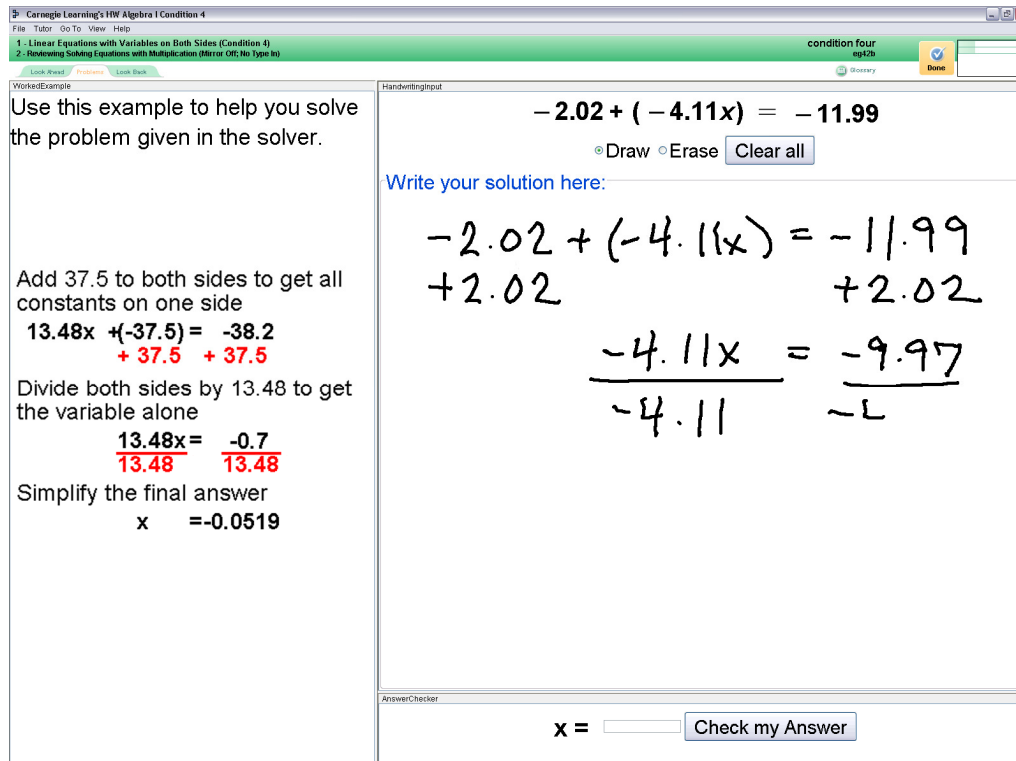 Carnegie Learning's HW Algebra I Condition 4
File Tutor Go To View Help
1 - Linear Equations with Variables on Both Sides (Condition 4)
2 - Reviewing Solving Equations with Multiplication (Mirror Off; No Type In)
condition four
eg42b
Look Ahead Problems Look Back
Glossary
Done
WorkedExample
Use this example to help you solve
the problem given in the solver.
Add 37.5 to both sides to get all
constants on one side
13.48x +(-37.5) = -38.2
+ 37.5 + 37.5
Divide both sides by 13.48 to get
the variable alone
13.48x = -0.7
13.48 13.48
Simplify the final answer
x =-0.0519
HandwritingInput
−2.02 + ( −4.11x) = −11.99
Draw Erase Clear all
Write your solution here:
-2.02 + (-4.11x) = -11.99
+2.02 +2.02
-4.11x = -9.97
-4.11 -4
AnswerChecker
x = Check my Answer